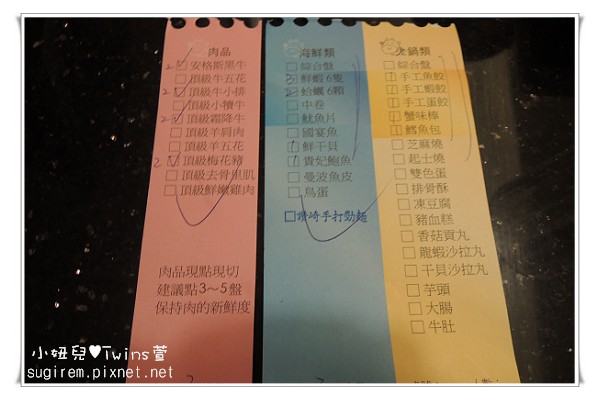 肉品
2 安格斯黑牛
頂級牛五花
2 頂級牛小排
頂級小犢牛
2 頂級霜降牛
頂級羊肩肉
頂級羊五花
2 頂級梅花豬
頂級去骨里肌
頂級鮮嫩雞肉
肉品現點現切
建議點3～5盤
保持肉的新鮮度
海鮮類
綜合盤
鮮蝦6隻
蛤蠣6顆
中卷
魷魚片
國宴魚
鮮干貝
貴妃鮑魚
曼波魚皮
鳥蛋
讚岐手打勁麵
火鍋類
綜合盤
手工魚餃
手工蝦餃
手工蛋餃
蟹味棒
鱈魚包
芝麻燒
起士燒
雙色蛋
排骨酥
凍豆腐
豬血糕
香菇貢丸
龍蝦沙拉丸
干貝沙拉丸
芋頭
大腸
牛肚
小妞兒♥Twins萱
sugirem.pixnet.net